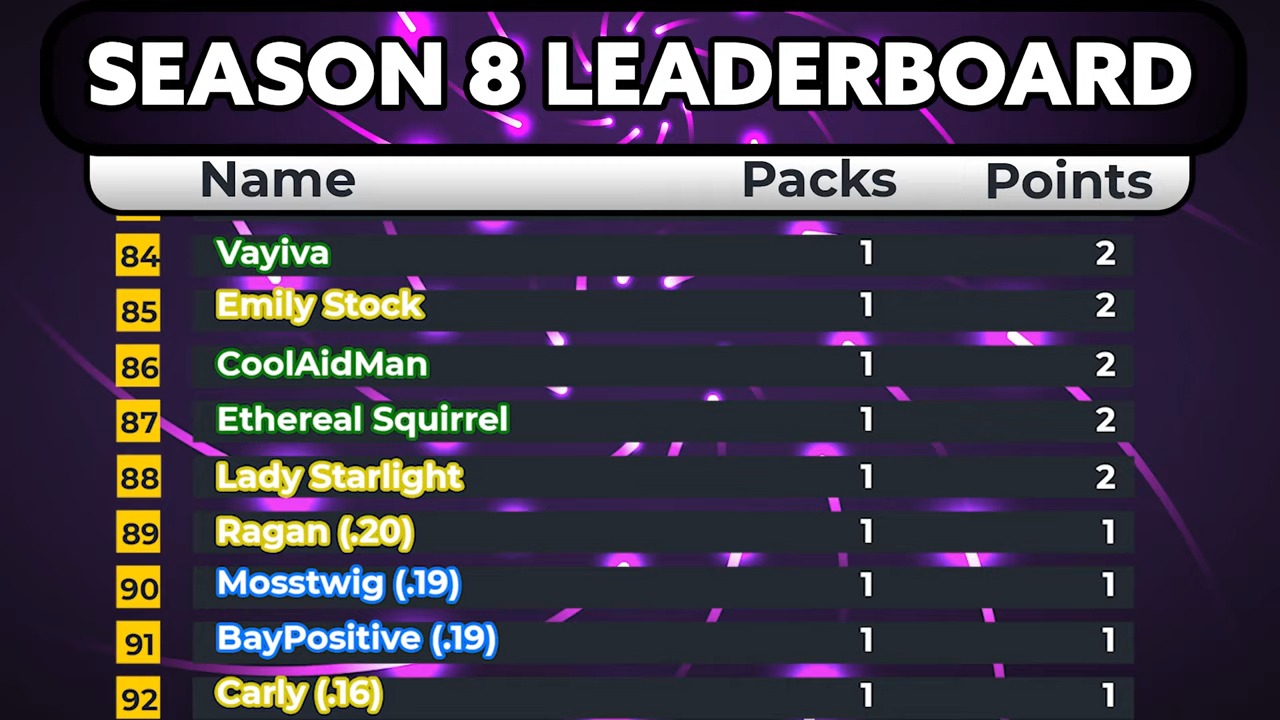 SEASON 8 LEADERBOARD
Name Packs Points
84 Vayiva 1 2
85 Emily Stock 1 2
86 CoolAidMan 1 2
87 Ethereal Squirrel 1 2
88 Lady Starlight 1 2
89 Ragan (.20) 1 1
90 Mosstwig (.19) 1 1
91 BayPositive (.19) 1 1
92 Carly (.16) 1 1